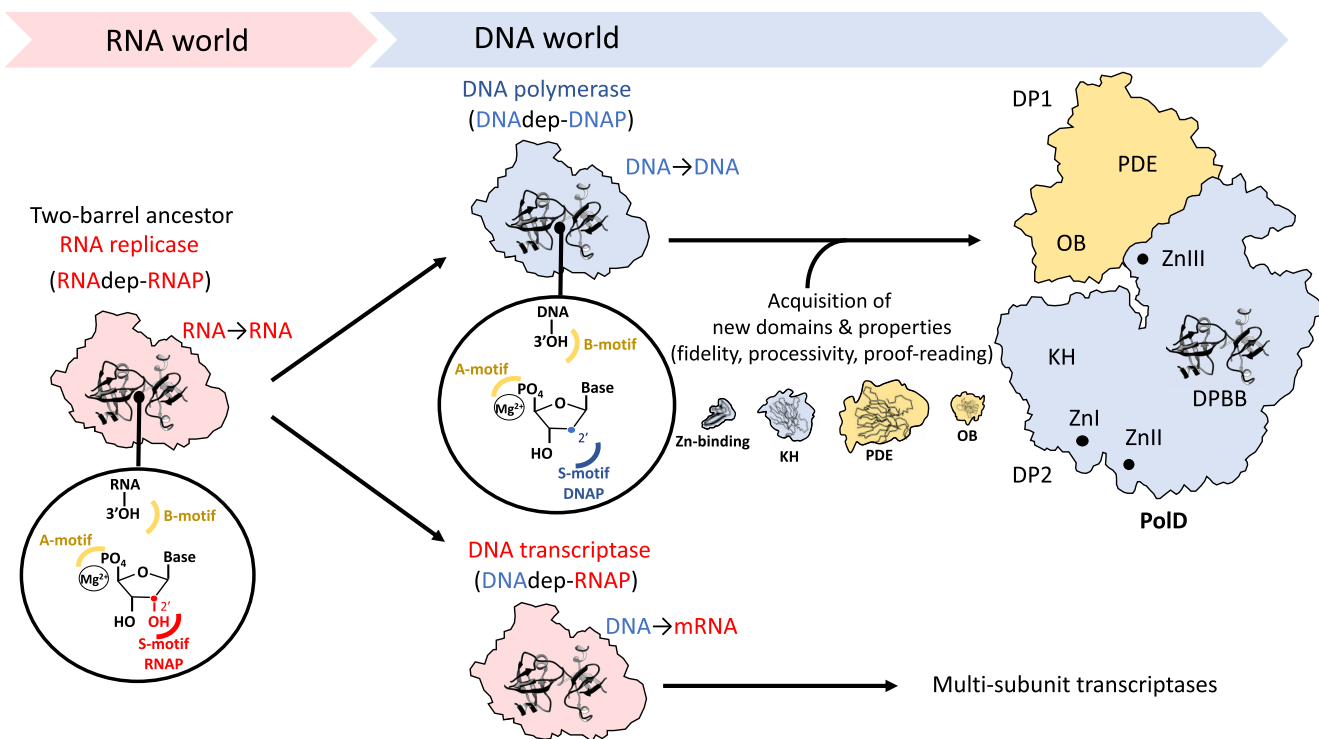 RNA world
DNA world
Two-barrel ancestor
RNA replicase
(RNAdep-RNAP)
RNA→RNA
RNA
3’OH
B-motif
A-motif
PO4
Mg2+
O
Base
2’
HO
OH
S-motif
RNAP
DNA polymerase
(DNAdep-DNAP)
DNA→DNA
DNA
3’OH
B-motif
A-motif
PO4
Mg2+
O
Base
2’
HO
S-motif
DNAP
DNA transcriptase
(DNAdep-RNAP)
DNA→mRNA
Multi-subunit transcriptases
Acquisition of
new domains & properties
(fidelity, processivity, proof-reading)
Zn-binding
KH
PDE
OB
DP1
PDE
OB
ZnIII
KH
DPBB
ZnI
ZnII
DP2
PolD